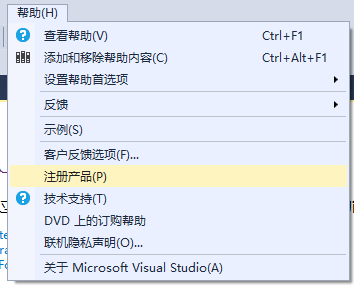 帮助(H)
查看帮助(V) Ctrl+F1
添加和移除帮助内容(C) Ctrl+Alt+F1
设置帮助首选项
反馈
示例(S)
客户反馈选项(F)...
注册产品(P)
技术支持(T)
DVD 上的订购帮助
联机隐私声明(O)...
关于 Microsoft Visual Studio(A)